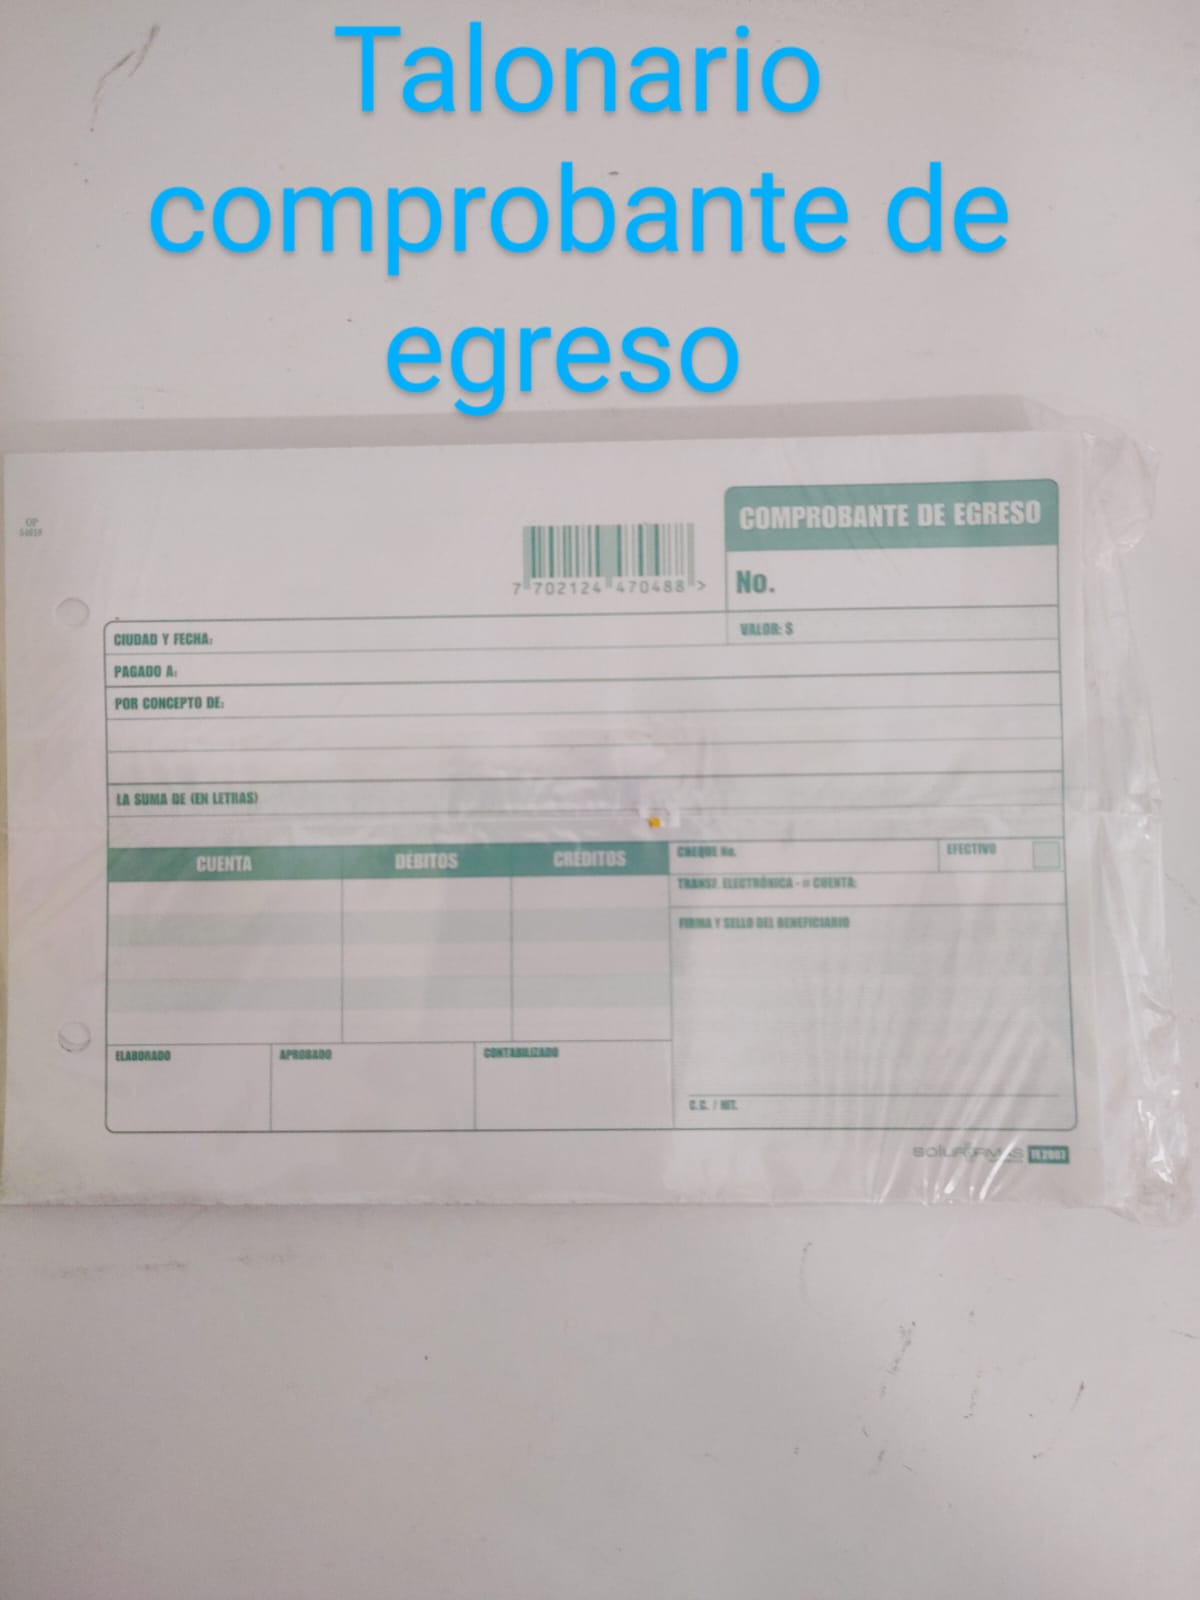 Talonario
comprobante de
egreso
OP
COMPROBANTE DE EGRESO
7 702124 470488 >
No.
CIUDAD Y FECHA:
VALOR: $
PAGADO A:
POR CONCEPTO DE:
LA SUMA DE (EN LETRAS)
CUENTA DÉBITOS CRÉDITOS
CHEQUE No. EFECTIVO
TRANSF. ELECTRÓNICA - # CUENTA:
FIRMA Y SELLO DEL BENEFICIARIO
ELABORADO APROBADO CONTABILIZADO
C.C. / NIT.
SOLUFORMAS